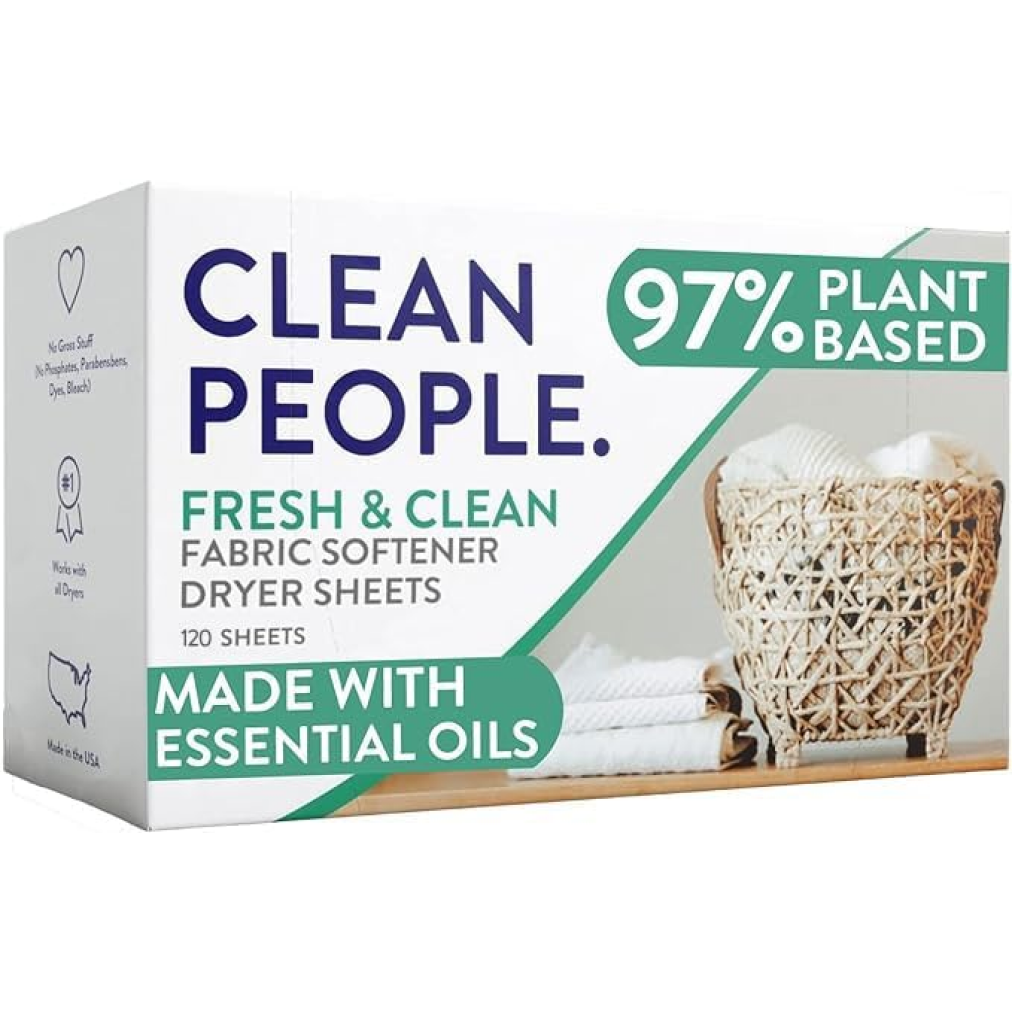 No Gross Stuff
(No Phosphates, Parabensbens,
Dyes, Bleach)
#1
Works with
all Dryers
Made in the USA
CLEAN
PEOPLE.
FRESH & CLEAN
FABRIC SOFTENER
DRYER SHEETS
120 SHEETS
MADE WITH
ESSENTIAL OILS
97% PLANT
BASED